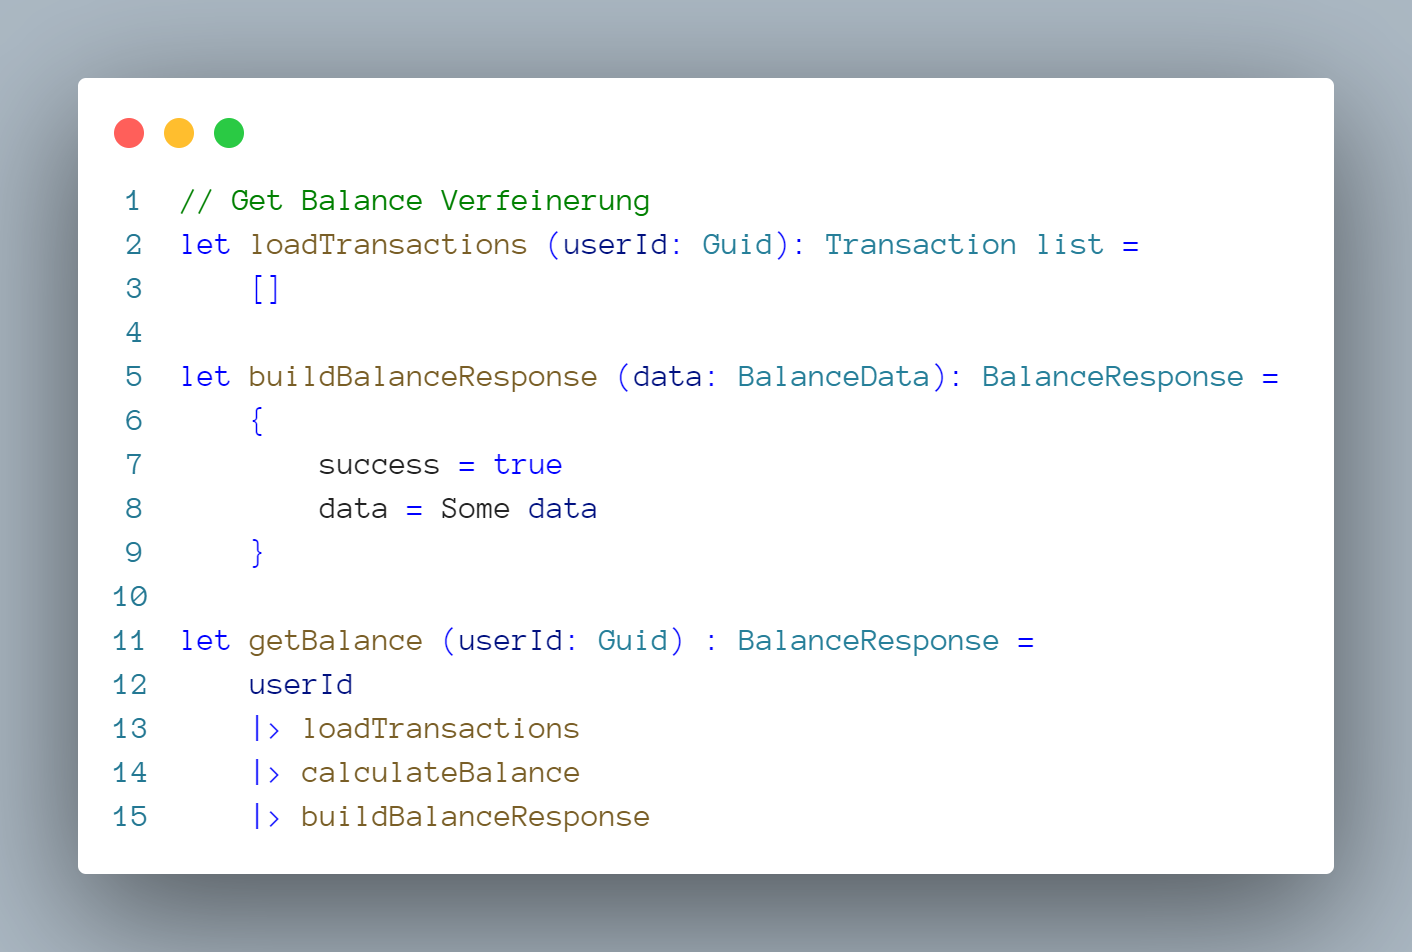 1 // Get Balance Verfeinerung
2 let loadTransactions (userId: Guid): Transaction list =
3     []
4
5 let buildBalanceResponse (data: BalanceData): BalanceResponse =
6     {
7         success = true
8         data = Some data
9     }
10
11 let getBalance (userId: Guid) : BalanceResponse =
12     userId
13     |> loadTransactions
14     |> calculateBalance
15     |> buildBalanceResponse